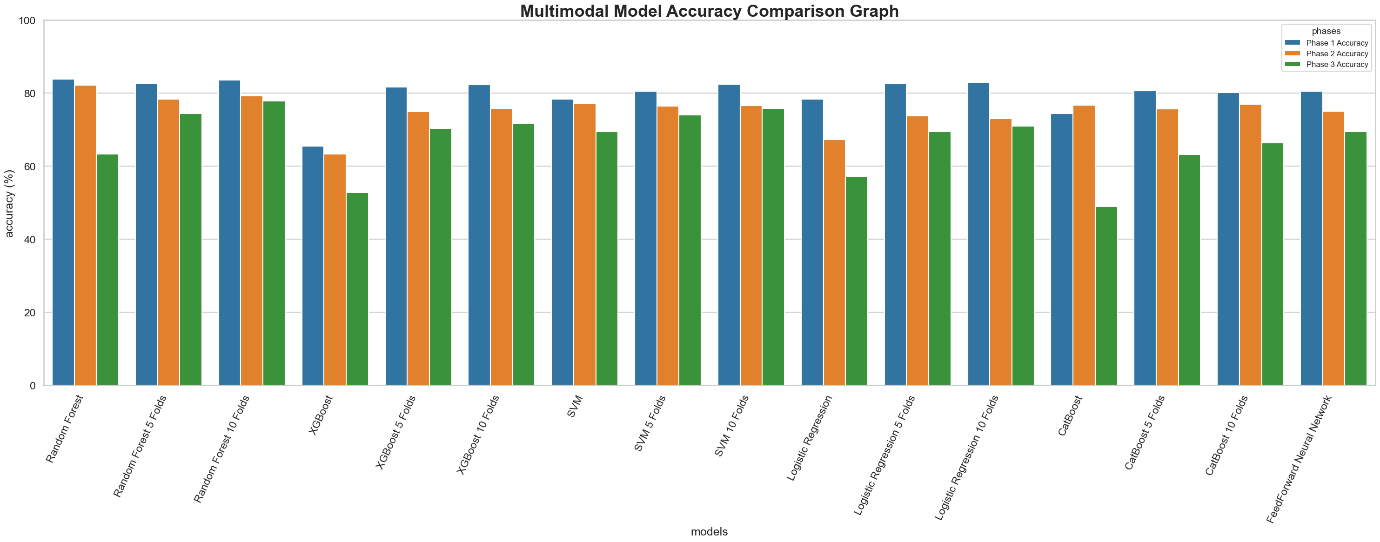 Multimodal Model Accuracy Comparison Graph
phases
Phase 1 Accuracy
Phase 2 Accuracy
Phase 3 Accuracy
accuracy (%)
100
80
60
40
20
0
Random Forest
Random Forest 5 Folds
Random Forest 10 Folds
XGBoost
XGBoost 5 Folds
XGBoost 10 Folds
SVM
SVM 5 Folds
SVM 10 Folds
Logistic Regression
Logistic Regression 5 Folds
Logistic Regression 10 Folds
CatBoost
CatBoost 5 Folds
CatBoost 10 Folds
FeedForward Neural Network
models